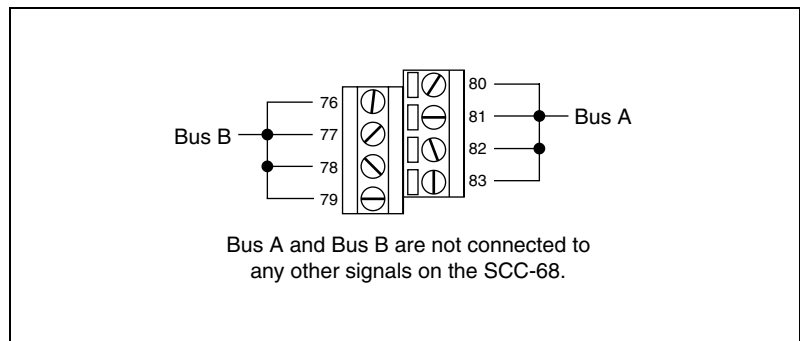 80
76
81
Bus B
77
Bus A
82
78
83
79
Bus A and Bus B are not connected to
any other signals on the SCC-68.